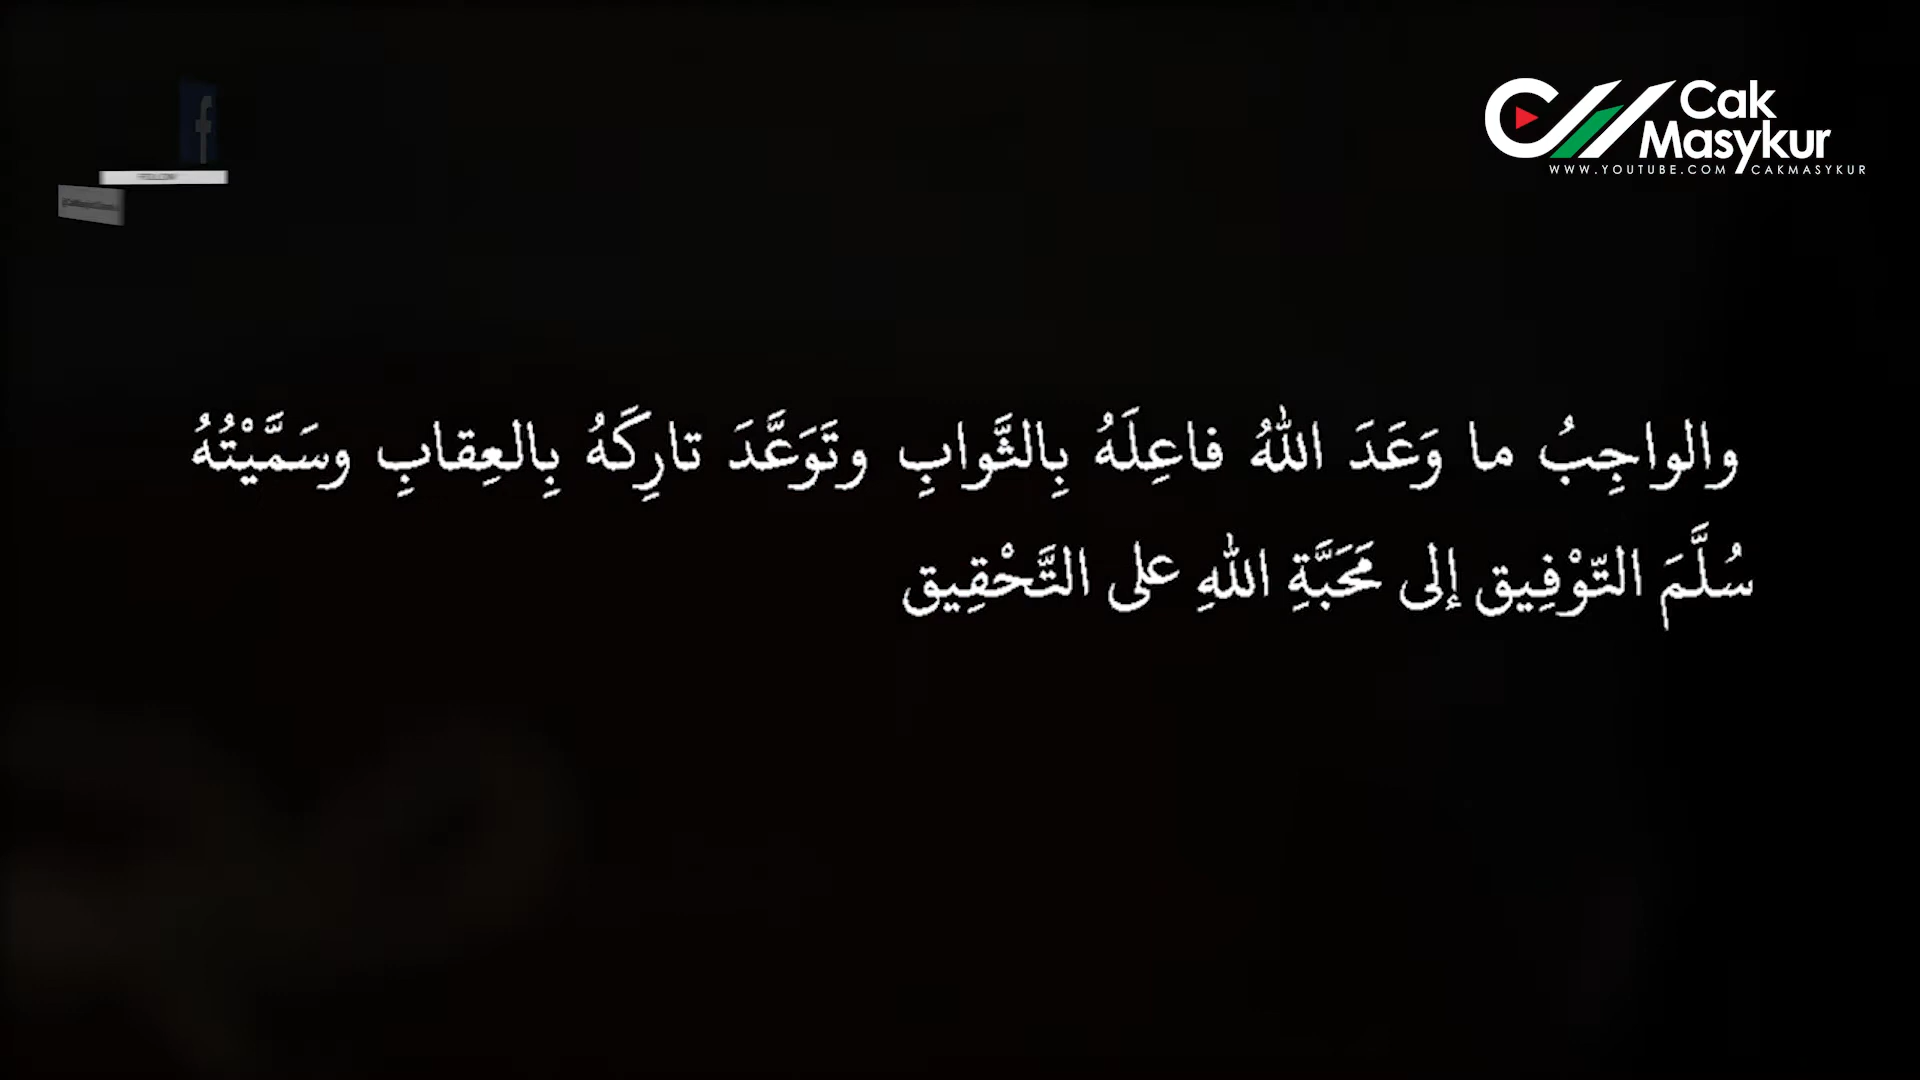 Cak
Masykur
WWW.YOUTUBE.COM / CAKMASYKUR
FOLLOW
والواجِبُ ما وَعَدَ اللهُ فاعِلَهُ بِالثَّوابِ وتَوَعَّدَ تارِكَهُ بِالعِقابِ وسَمَّيْتُهُ
سُلَّمَ التّوْفِيق إلى مَحَبَّةِ اللهِ على التَّحْقِيق